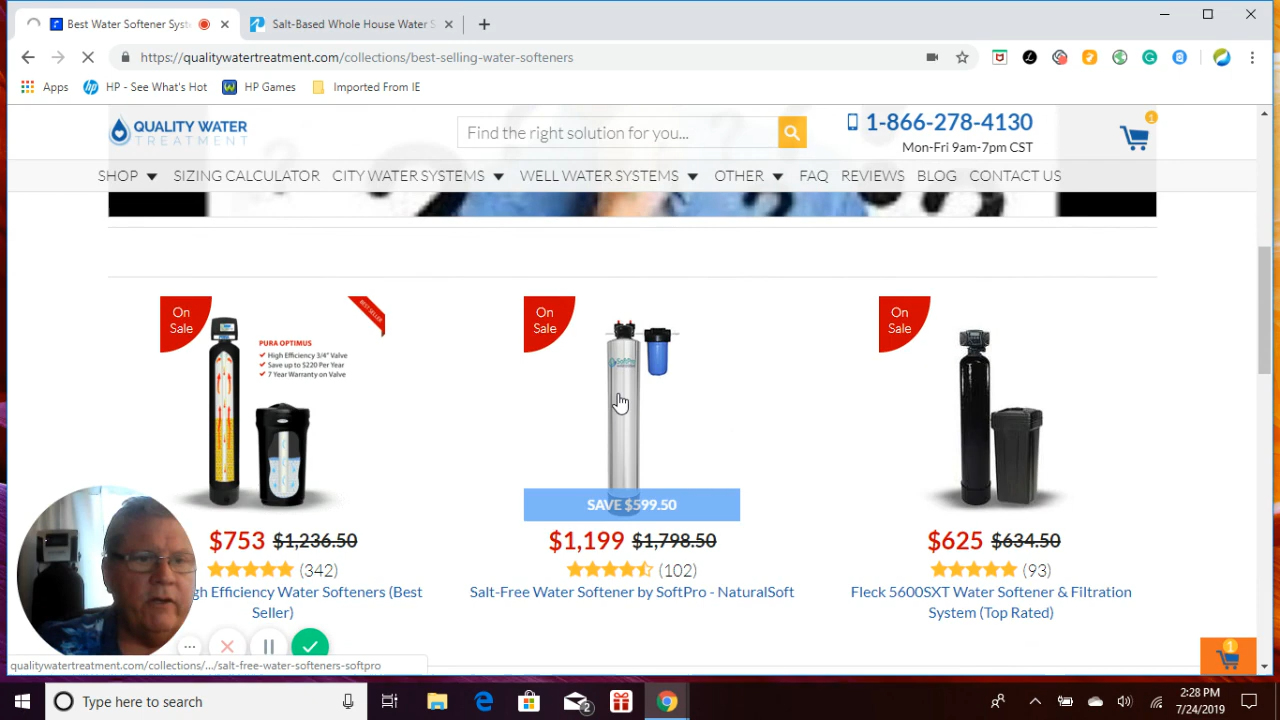 Best Water Softener Syst
Salt-Based Whole House Water S
https://qualitywatertreatment.com/collections/best-selling-water-softeners
Apps
HP - See What's Hot
HP Games
Imported From IE
QUALITY WATER
TREATMENT
Find the right solution for you...
1-866-278-4130
Mon-Fri 9am-7pm CST
1
SHOP
SIZING CALCULATOR
CITY WATER SYSTEMS
WELL WATER SYSTEMS
OTHER
FAQ
REVIEWS
BLOG
CONTACT US
On
Sale
BEST SELLER
PURA OPTIMUS
✓ High Efficiency 3/4" Valve
✓ Save up to $220 Per Year
✓ 7 Year Warranty on Valve
On
Sale
SoftPro
SAVE $599.50
On
Sale
$753 $1,236.50
(342)
gh Efficiency Water Softeners (Best
Seller)
$1,199 $1,798.50
(102)
Salt-Free Water Softener by SoftPro - NaturalSoft
$625 $634.50
(93)
Fleck 5600SXT Water Softener & Filtration
System (Top Rated)
1
qualitywatertreatment.com/collections/.../salt-free-water-softeners-softpro
Type here to search
2
2:28 PM
7/24/2019